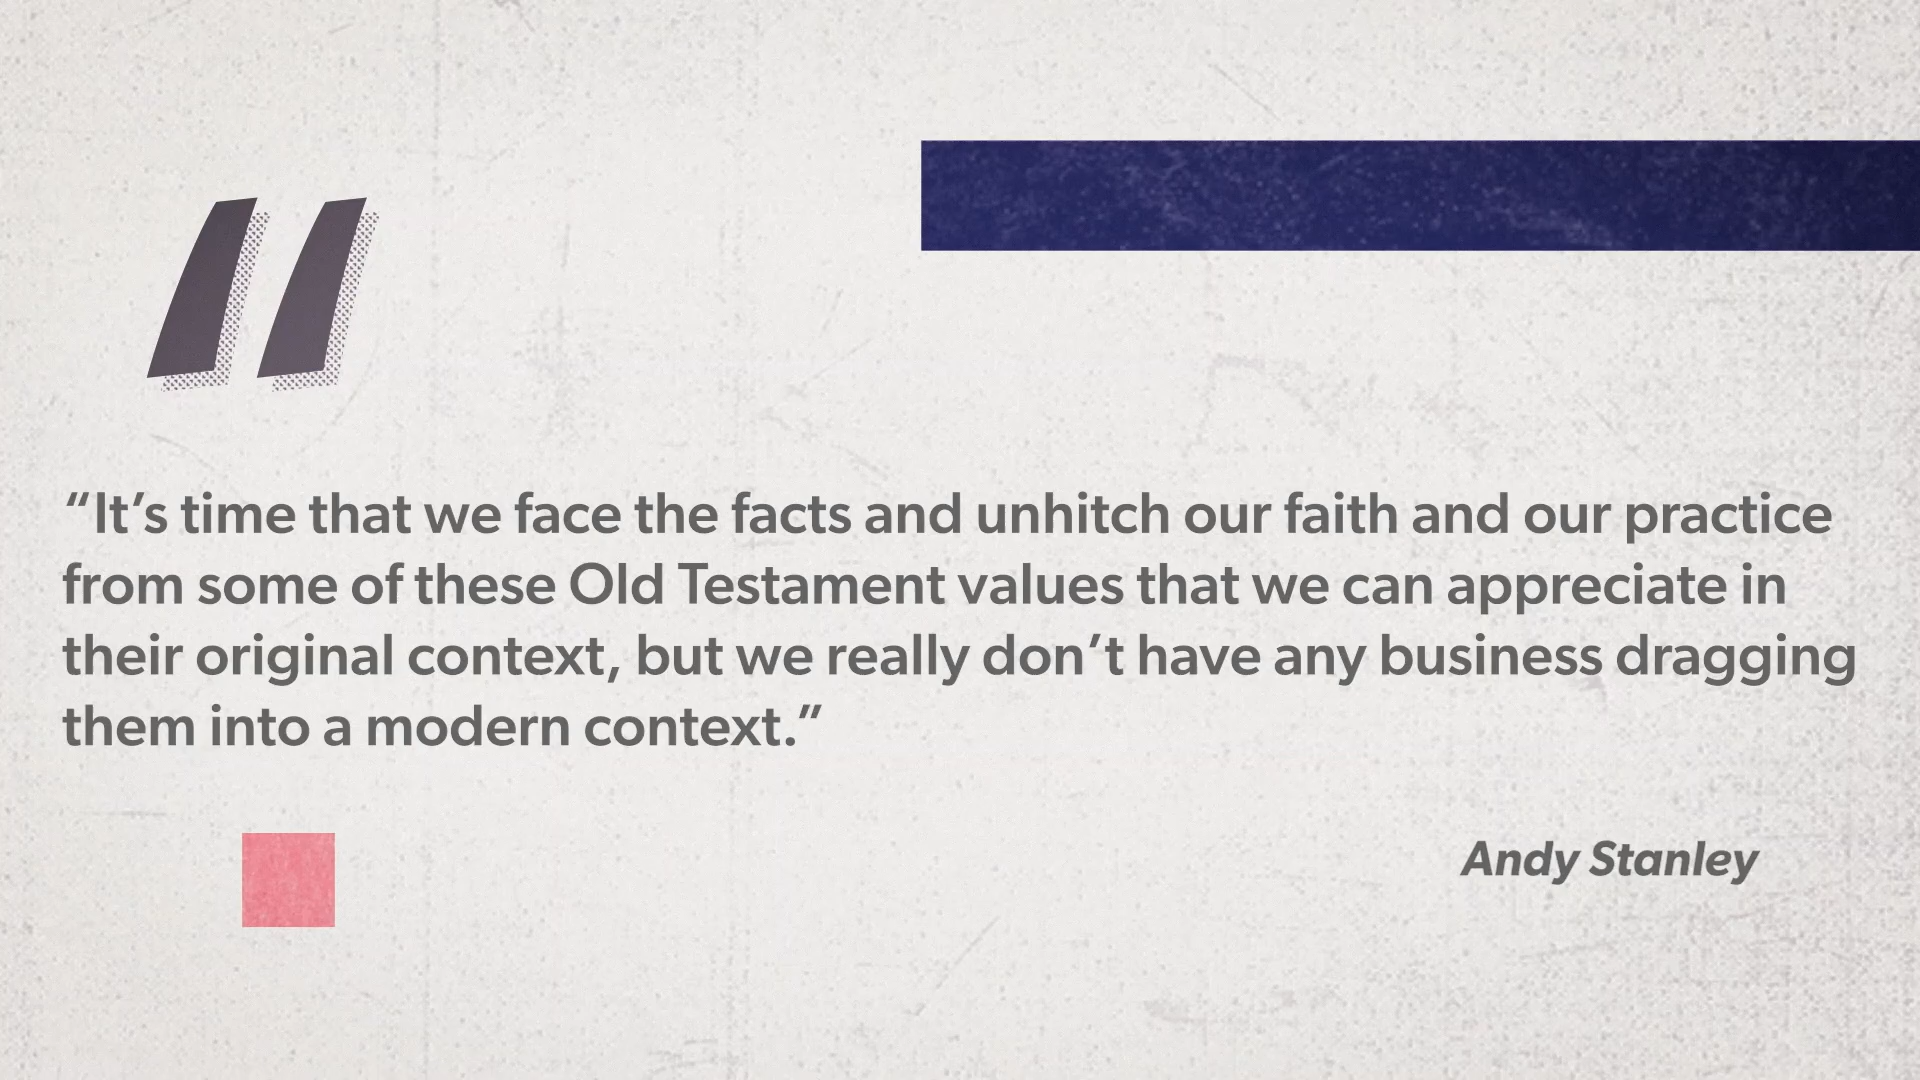 “It’s time that we face the facts and unhitch our faith and our practice
from some of these Old Testament values that we can appreciate in
their original context, but we really don’t have any business dragging
them into a modern context.”
Andy Stanley